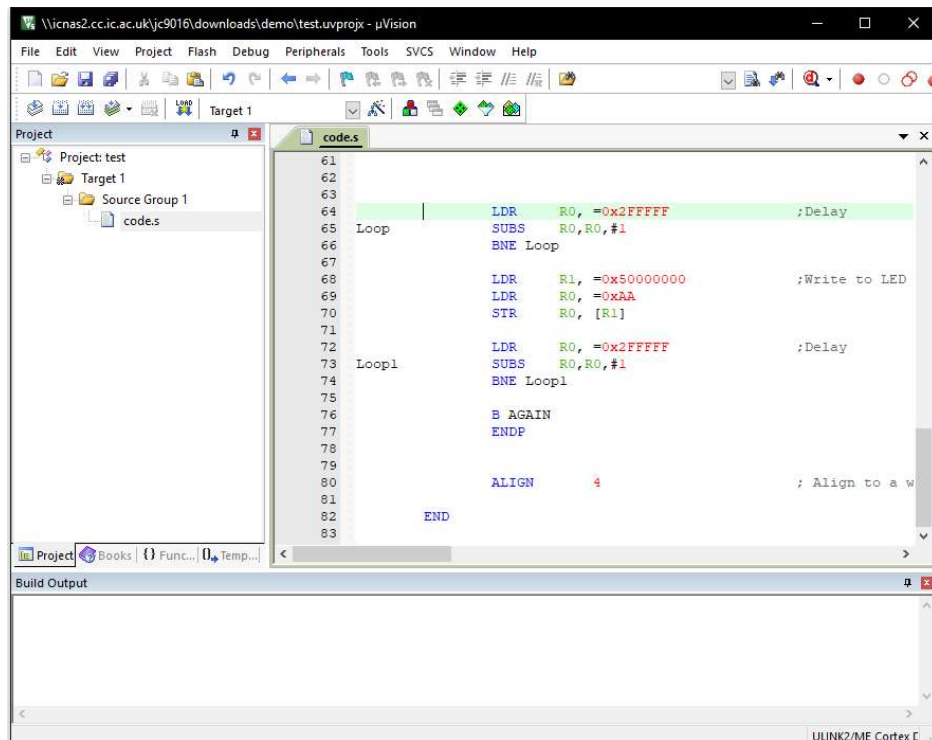 \\icnas2.cc.ic.ac.uk\jc9016\downloads\demo\test.uvprojx - µVision
File Edit View Project Flash Debug Peripherals Tools SVCS Window Help
LOAD Target 1
Project
code.s
Project: test
Target 1
Source Group 1
code.s
61
62
63
64 LDR R0, =0x2FFFFF ;Delay
65 Loop SUBS R0,R0,#1
66 BNE Loop
67
68 LDR R1, =0x50000000 ;Write to LED
69 LDR R0, =0xAA
70 STR R0, [R1]
71
72 LDR R0, =0x2FFFFF ;Delay
73 Loop1 SUBS R0,R0,#1
74 BNE Loop1
75
76 B AGAIN
77 ENDP
78
79
80 ALIGN 4 ; Align to a w
81
82 END
83
Project Books {} Func... 0 Temp...
Build Output
ULINK2/ME Cortex D